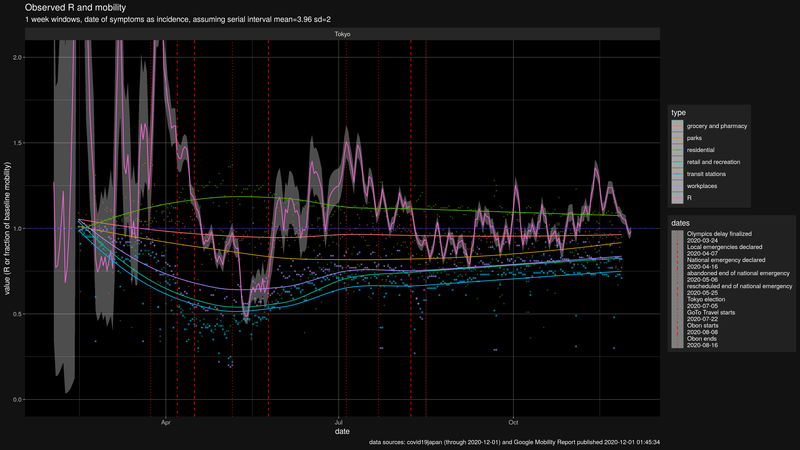 Observed R and mobility
1 week windows, date of symptoms as incidence, assuming serial interval mean=3.96 sd=2
Tokyo
2.0
1.5
1.0
0.5
0.0
value (R or fraction of baseline mobility)
Apr
Jul
Oct
date
type
grocery and pharmacy
parks
residential
retail and recreation
transit stations
workplaces
R
dates
Olympics delay finalized
2020-03-24
Local emergencies declared
2020-04-07
National emergency declared
2020-04-16
abandoned end of national emergency
2020-05-06
rescheduled end of national emergency
2020-05-25
Tokyo election
2020-07-05
GoTo Travel starts
2020-07-22
Obon starts
2020-08-08
Obon ends
2020-08-16
data sources: covid19japan (through 2020-12-01) and Google Mobility Report published 2020-12-01 01:45:34